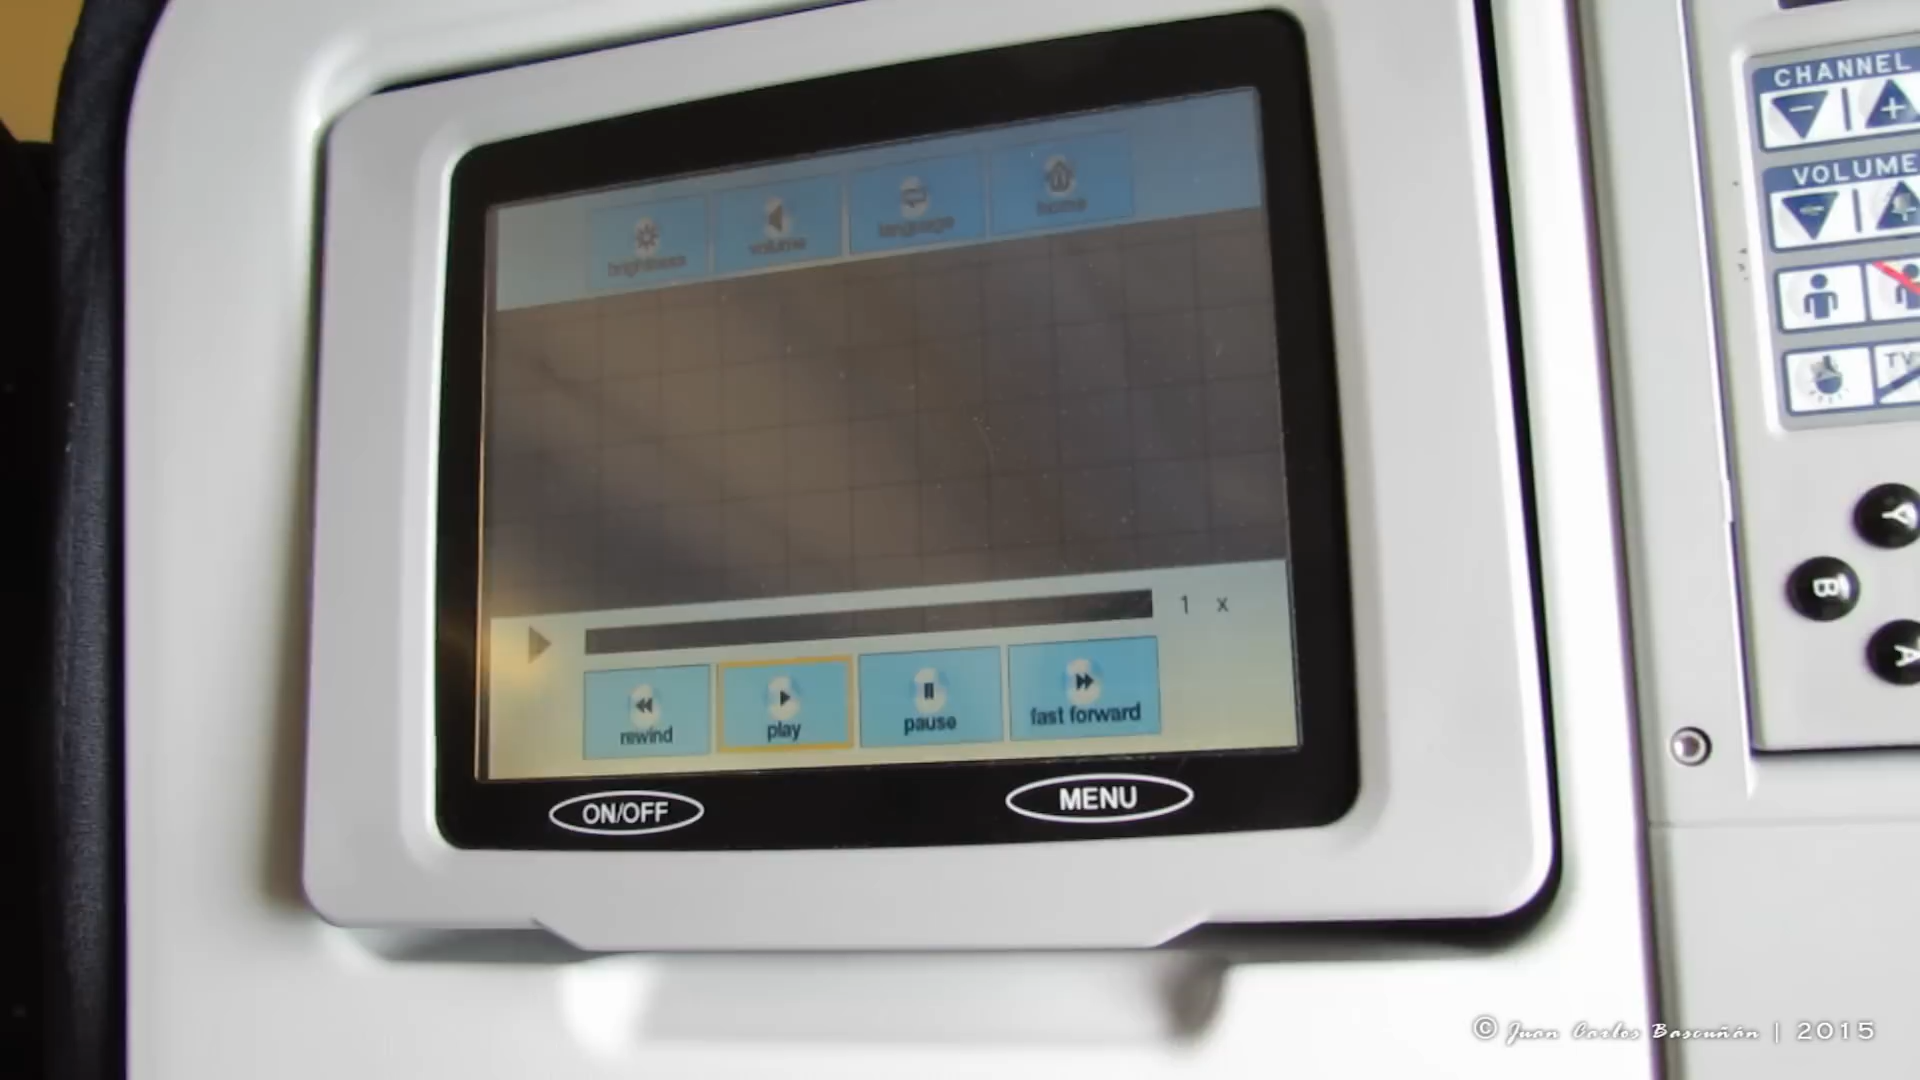 CHANNEL
VOLUME
brightness
volume
language
home
TV
1 x
rewind
play
pause
fast forward
ON/OFF
MENU
Y
B
A
© Juan Carlos Bascuñán | 2015